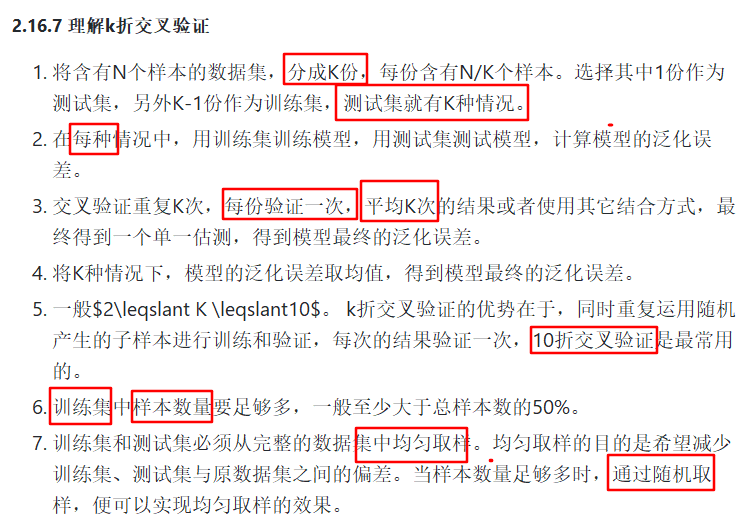 2.16.7 理解k折交叉验证
1. 将含有N个样本的数据集，分成K份，每份含有N/K个样本。选择其中1份作为
测试集，另外K-1份作为训练集，测试集就有K种情况。
2. 在每种情况中，用训练集训练模型，用测试集测试模型，计算模型的泛化误
差。
3. 交叉验证重复K次，每份验证一次，平均K次的结果或者使用其它结合方式，最
终得到一个单一估测，得到模型最终的泛化误差。
4. 将K种情况下，模型的泛化误差取均值，得到模型最终的泛化误差。
5. 一般$2\leqslant K \leqslant10$。 k折交叉验证的优势在于，同时重复运用随机
产生的子样本进行训练和验证，每次的结果验证一次，10折交叉验证是最常用
的。
6. 训练集中样本数量要足够多，一般至少大于总样本数的50%。
7. 训练集和测试集必须从完整的数据集中均匀取样。均匀取样的目的是希望减少
训练集、测试集与原数据集之间的偏差。当样本数量足够多时，通过随机取
样，便可以实现均匀取样的效果。